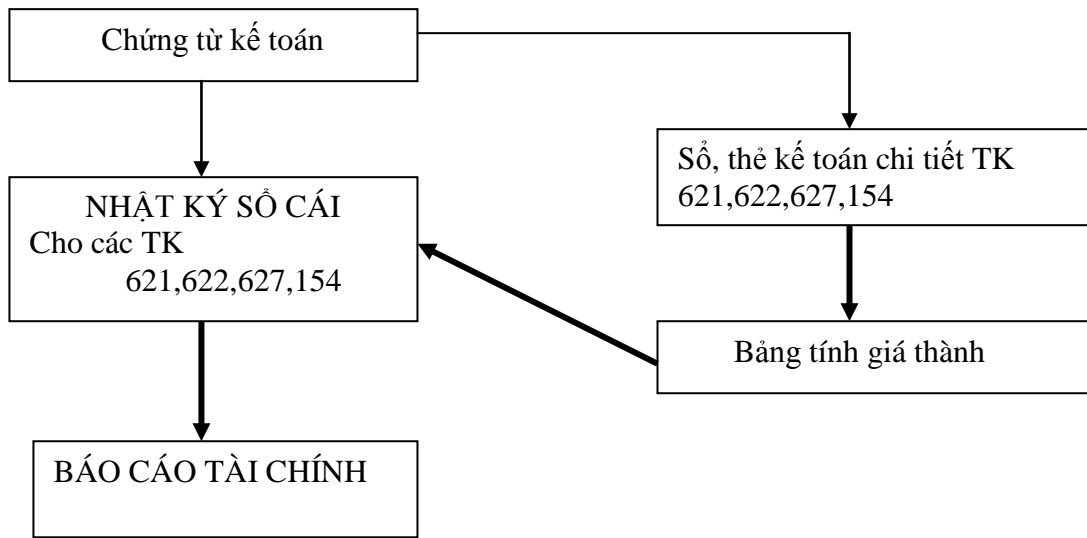 Chứng từ kế toán
Sổ, thẻ kế toán chi tiết TK
621,622,627,154
NHẬT KÝ SỔ CÁI
Cho các TK
621,622,627,154
Bảng tính giá thành
BÁO CÁO TÀI CHÍNH